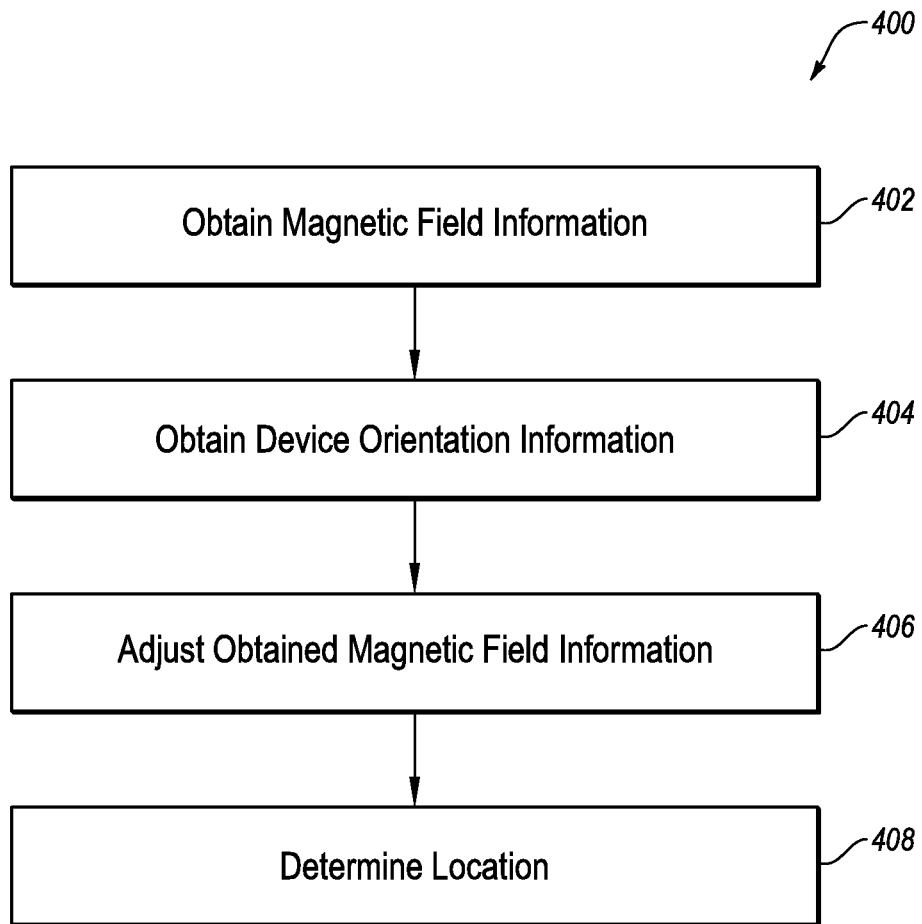 400
Obtain Magnetic Field Information
402
Obtain Device Orientation Information
404
Adjust Obtained Magnetic Field Information
406
Determine Location
408